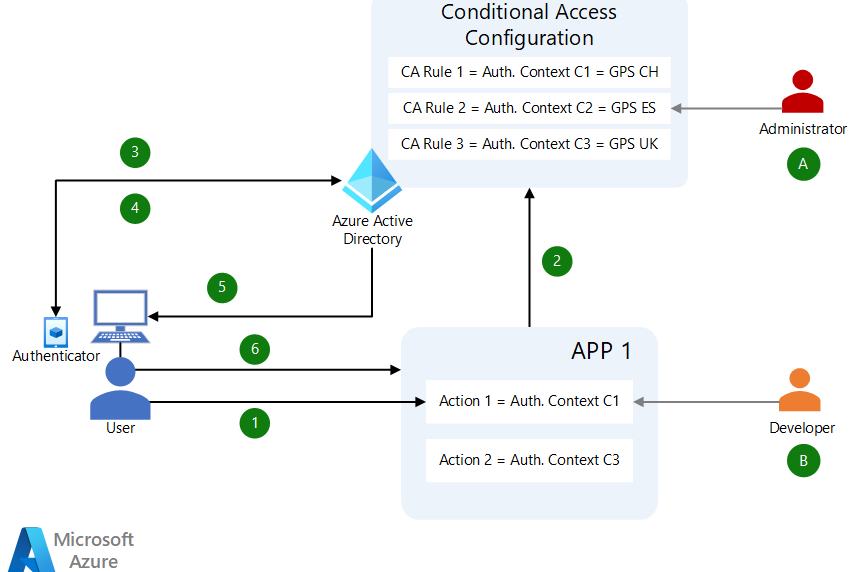 Conditional Access
Configuration
CA Rule 1 = Auth. Context C1 = GPS CH
CA Rule 2 = Auth. Context C2 = GPS ES
CA Rule 3 = Auth. Context C3 = GPS UK
Administrator
A
3
4
Azure Active
Directory
2
5
Authenticator
6
APP 1
User
1
Action 1 = Auth. Context C1
Action 2 = Auth. Context C3
Developer
B
Microsoft
Azure